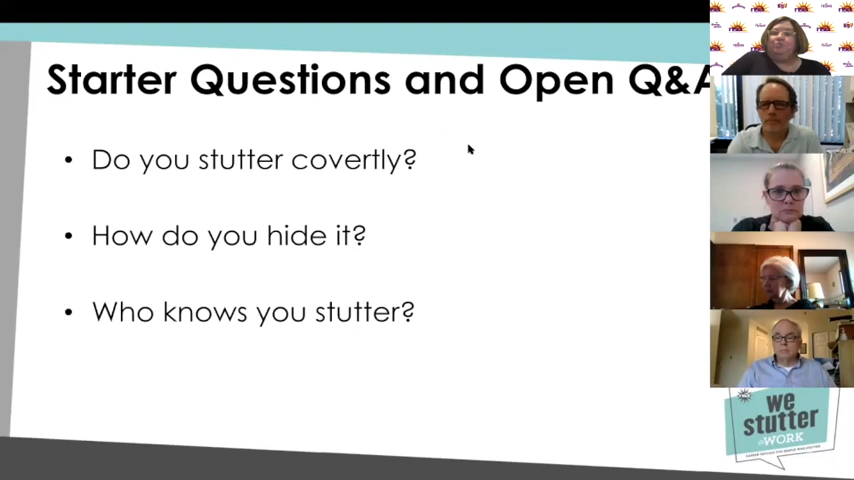 Starter Questions and Open Q&A
• Do you stutter covertly?
• How do you hide it?
• Who knows you stutter?
we
stutter
@WORK